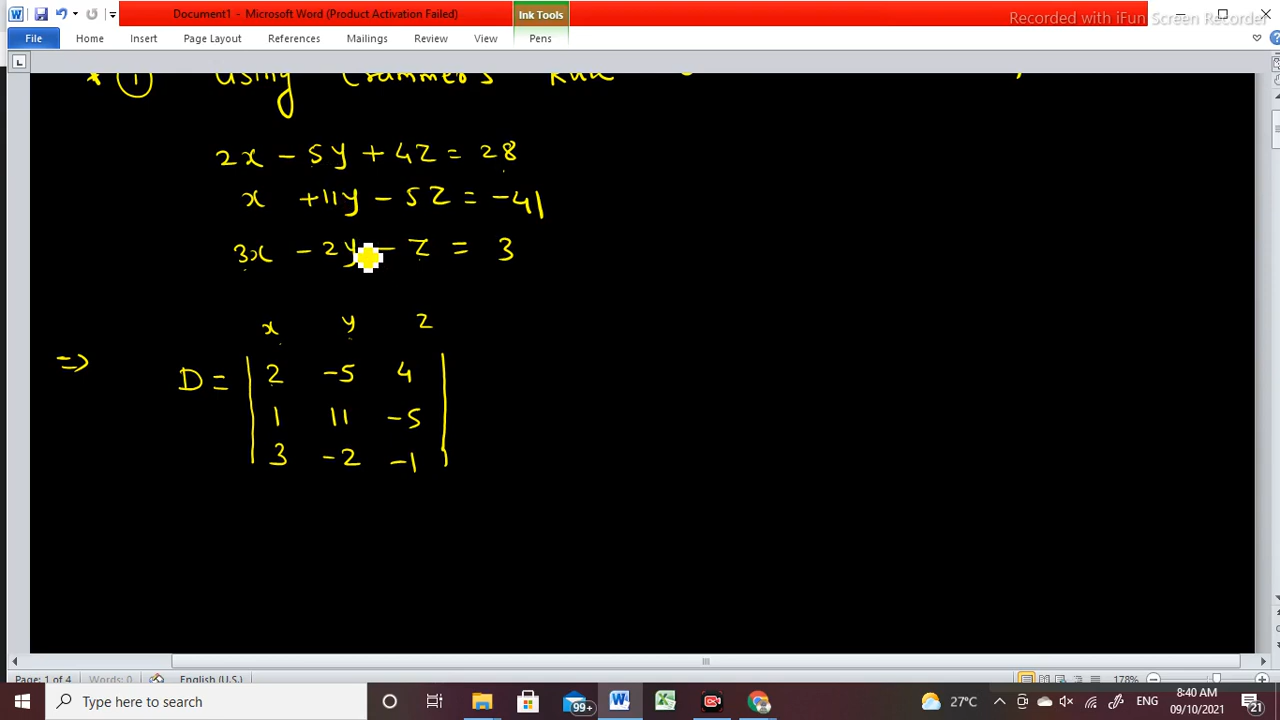 Document1 - Microsoft Word (Product Activation Failed)
Ink Tools
Recorded with iFun Screen Recorder
File Home Insert Page Layout References Mailings Review View Pens
* ① Using Crammer's Rule
2x - 5y + 4z = 28
x + 11y - 5z = -41
3x - 2y - z = 3
x y z
=> D = | 2 -5 4 |
| 1 11 -5 |
| 3 -2 -1 |
Page: 1 of 4 Words: 0 English (U.S.) 178%
Type here to search
99+
27°C
ENG
8:40 AM
09/10/2021
21